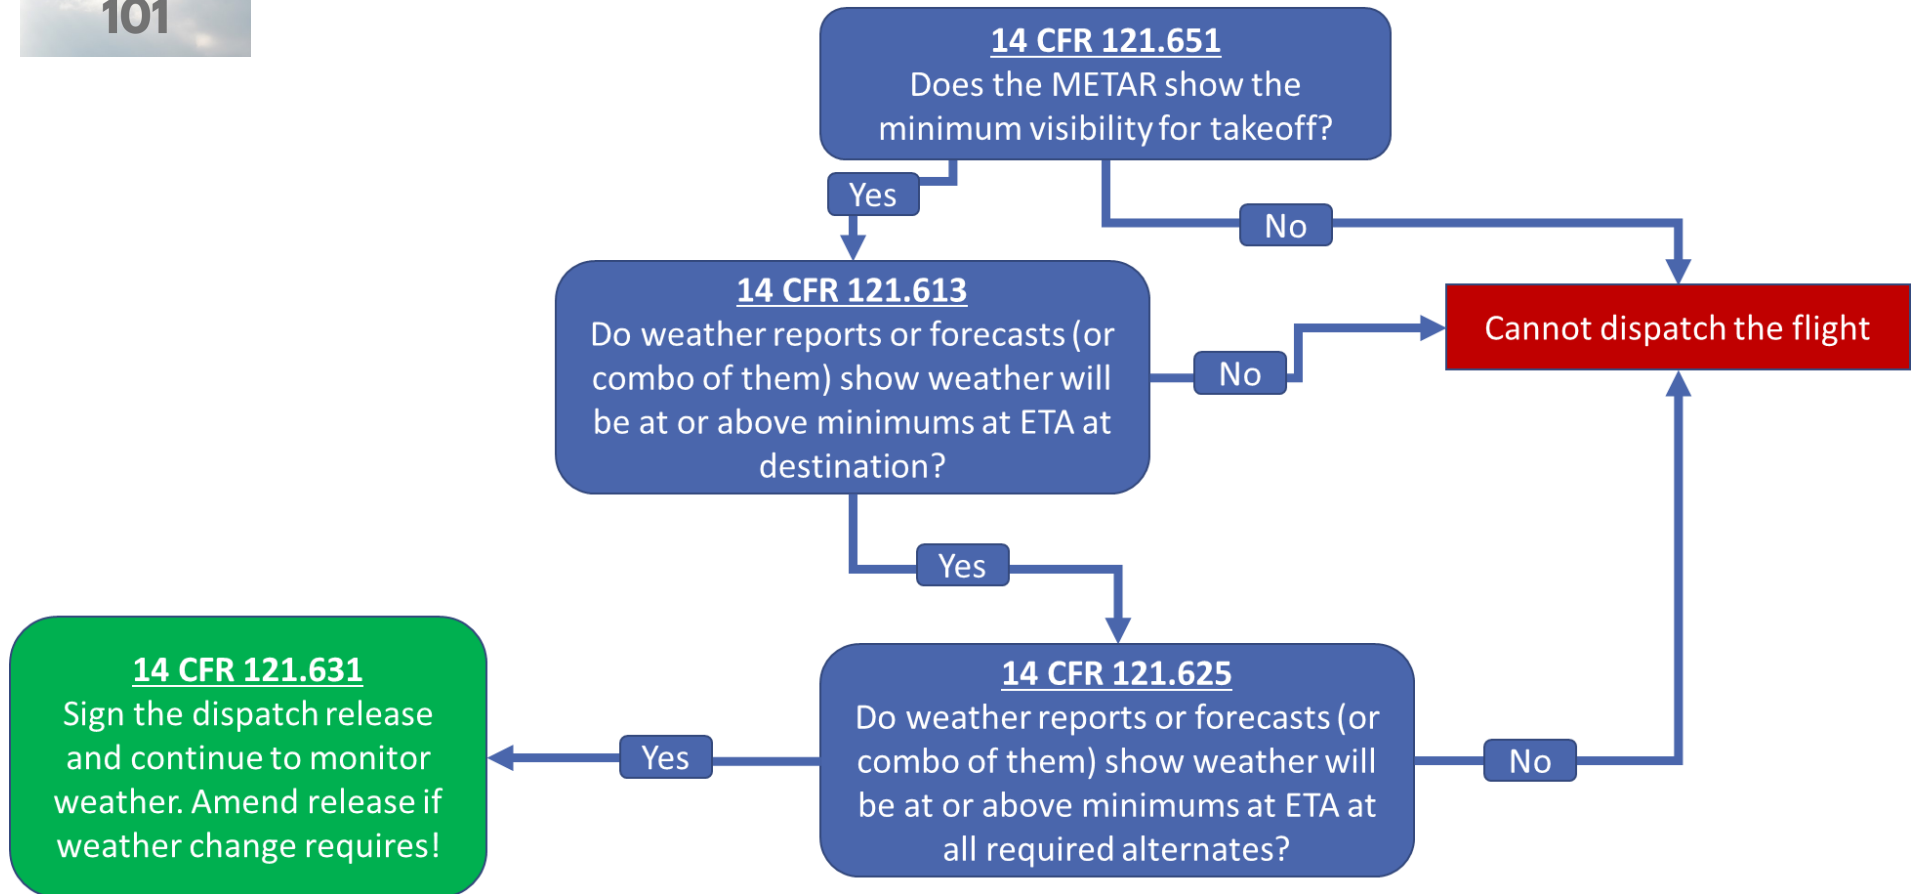 101
14 CFR 121.651
Does the METAR show the
minimum visibility for takeoff?
Yes
No
14 CFR 121.613
Do weather reports or forecasts (or
combo of them) show weather will
be at or above minimums at ETA at
destination?
No
Cannot dispatch the flight
Yes
14 CFR 121.631
Sign the dispatch release
and continue to monitor
weather. Amend release if
weather change requires!
Yes
14 CFR 121.625
Do weather reports or forecasts (or
combo of them) show weather will
be at or above minimums at ETA at
all required alternates?
No